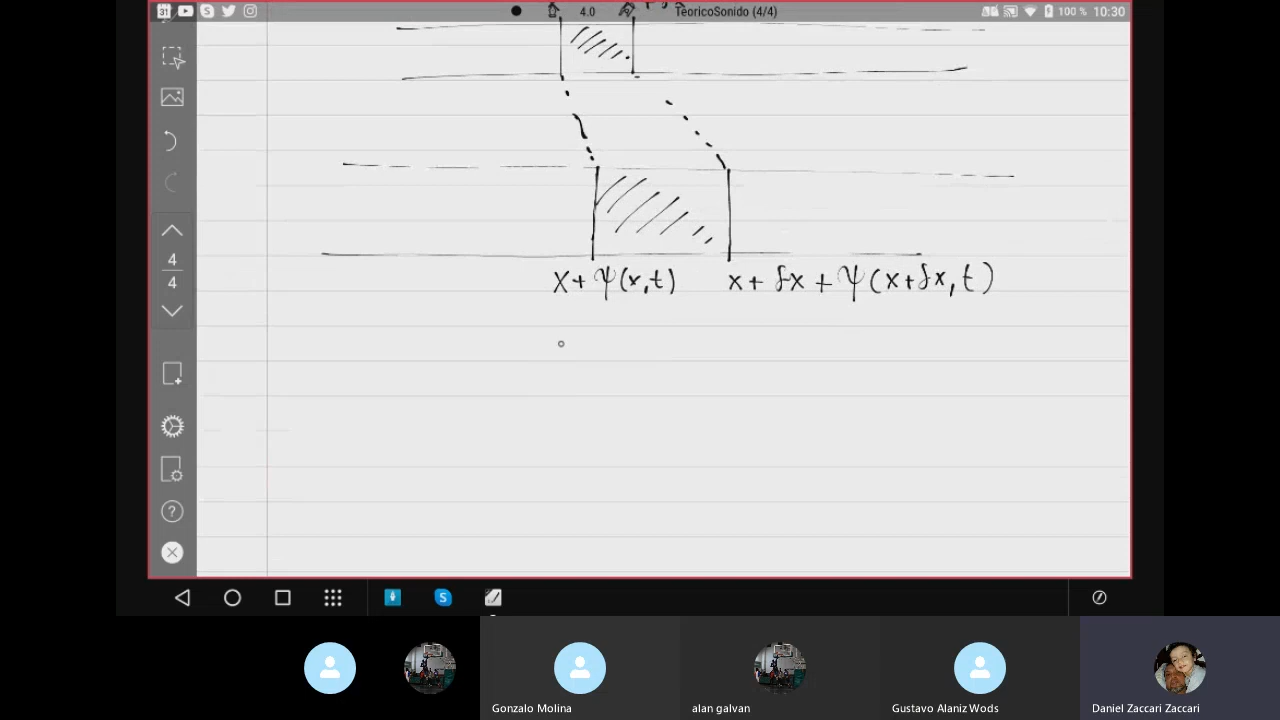 31 4.0 TeoricoSonido (4/4) 100 % 10:30
x + ψ(x,t) x + δx + ψ(x+δx, t)
4
4
?
Gonzalo Molina alan galvan Gustavo Alaniz Wods Daniel Zaccari Zaccari